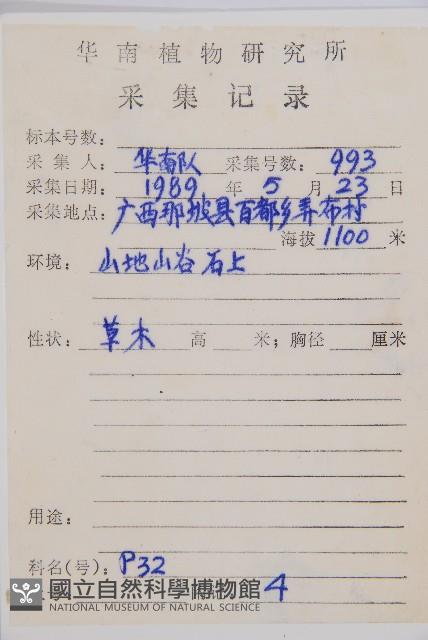 华南植物研究所
采集记录
标本号数：
采集人： 华南队 采集号数： 993
采集日期： 1989 年 5 月 23 日
采集地点： 广西那坡县百都乡弄布村
海拔 1100 米
环境： 山地山谷石上
性状： 草本 高 米；胸径 厘米
用途：
科名(号)： P32
4
國立自然科學博物館
NATIONAL MUSEUM OF NATURAL SCIENCE